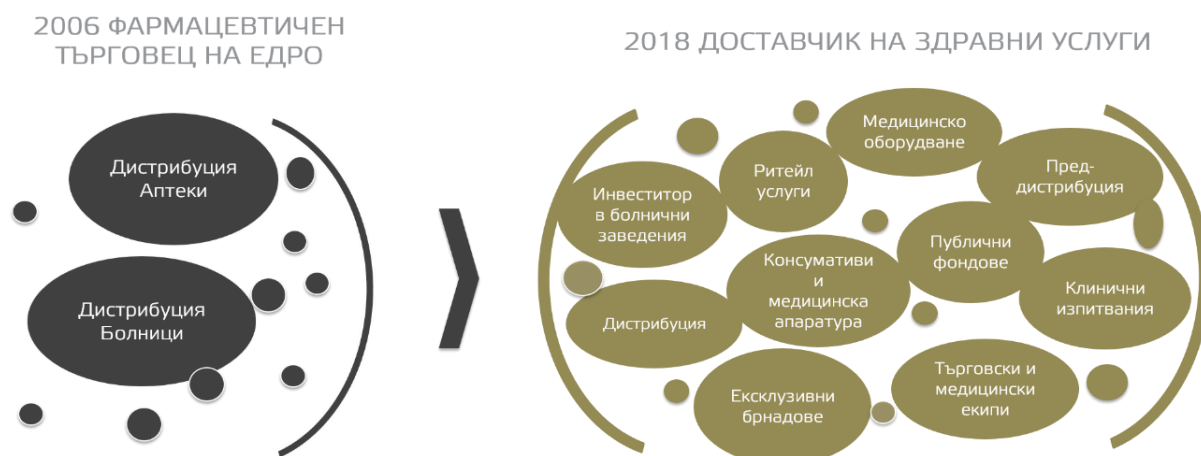 2006 ФАРМАЦЕВТИЧЕН
ТЪРГОВЕЦ НА ЕДРО
Дистрибуция
Аптеки
Дистрибуция
Болници
2018 ДОСТАВЧИК НА ЗДРАВНИ УСЛУГИ
Медицинско
оборудване
Ритейл
услуги
Пред-
дистрибуция
Инвеститор
в болнични
заведения
Публични
фондове
Консумативи
и
медицинска
апаратура
Клинични
изпитвания
Дистрибуция
Ексклузивни
брнадове
Търговски и
медицински
екипи